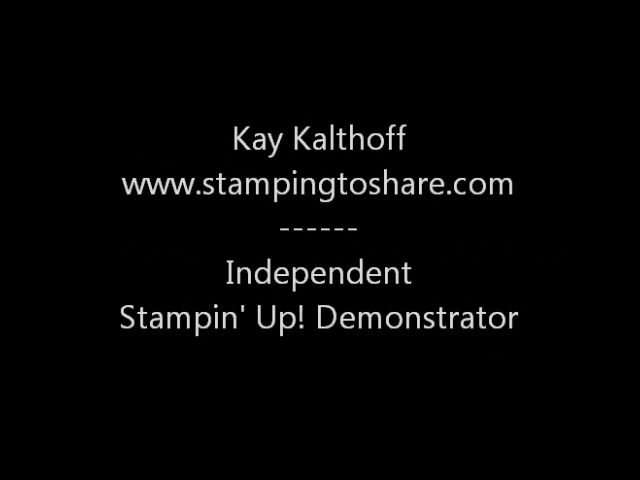 Kay Kalthoff
www.stampingtoshare.com
------
Independent
Stampin' Up! Demonstrator